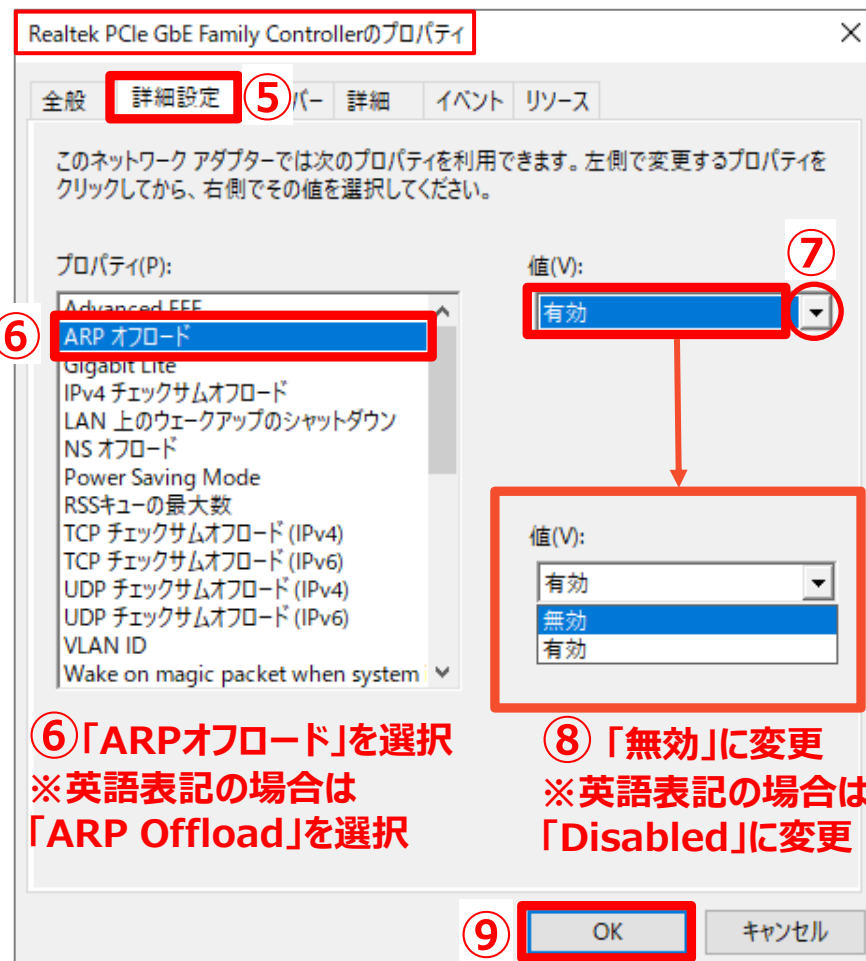 Realtek PCIe GbE Family Controllerのプロパティ
全般 詳細設定 ⑤ バー 詳細 イベント リソース
このネットワーク アダプターでは次のプロパティを利用できます。左側で変更するプロパティを
クリックしてから、右側でその値を選択してください。
⑦
プロパティ(P):
値(V):
有効
⑥
Advanced EEE
ARP オフロード
Gigabit Lite
IPv4 チェックサムオフロード
LAN 上のウェークアップのシャットダウン
NS オフロード
Power Saving Mode
RSSキューの最大数
TCP チェックサムオフロード (IPv4)
TCP チェックサムオフロード (IPv6)
UDP チェックサムオフロード (IPv4)
UDP チェックサムオフロード (IPv6)
VLAN ID
Wake on magic packet when system
値(V):
有効
無効
有効
⑥「ARPオフロード」を選択
※英語表記の場合は
「ARP Offload」を選択
⑧「無効」に変更
※英語表記の場合は
「Disabled」に変更
⑨ OK キャンセル